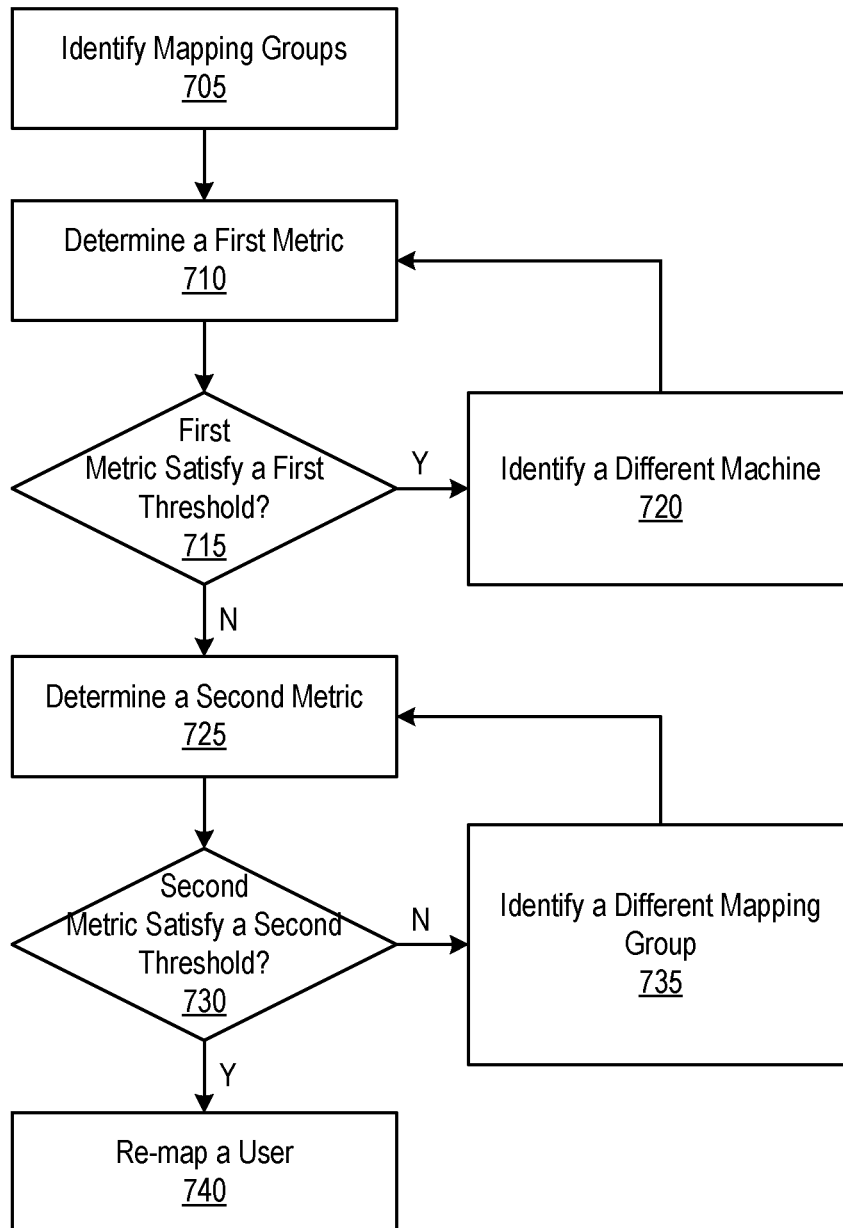 Identify Mapping Groups
705
Determine a First Metric
710
First
Metric Satisfy a First
Threshold?
715
Y
Identify a Different Machine
720
N
Determine a Second Metric
725
Second
Metric Satisfy a Second
Threshold?
730
N
Identify a Different Mapping
Group
735
Y
Re-map a User
740